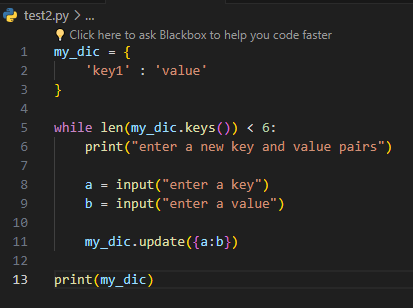 test2.py > ...
Click here to ask Blackbox to help you code faster
1 my_dic = {
2     'key1' : 'value'
3 }
4
5 while len(my_dic.keys()) < 6:
6     print("enter a new key and value pairs")
7
8     a = input("enter a key")
9     b = input("enter a value")
10
11     my_dic.update({a:b})
12
13 print(my_dic)